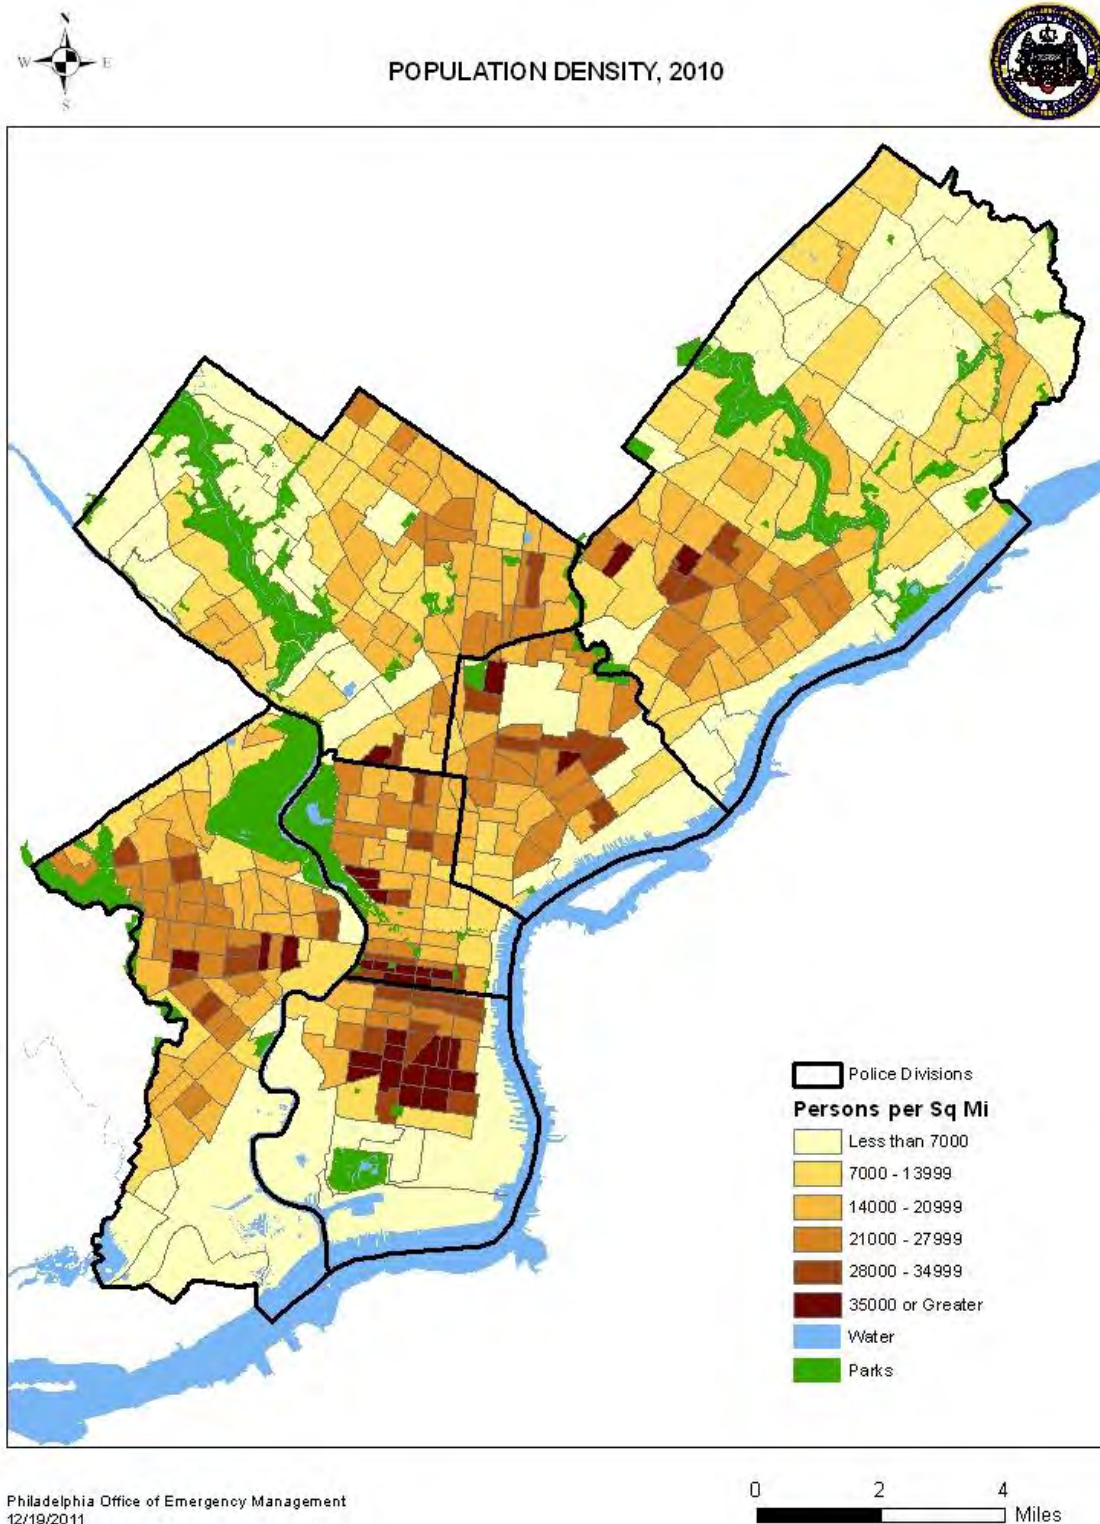 N
W E
S
POPULATION DENSITY, 2010
Police Divisions
Persons per Sq Mi
Less than 7000
7000 - 13999
14000 - 20999
21000 - 27999
28000 - 34999
35000 or Greater
Water
Parks
Philadelphia Office of Emergency Management
12/19/2011
0 2 4
Miles